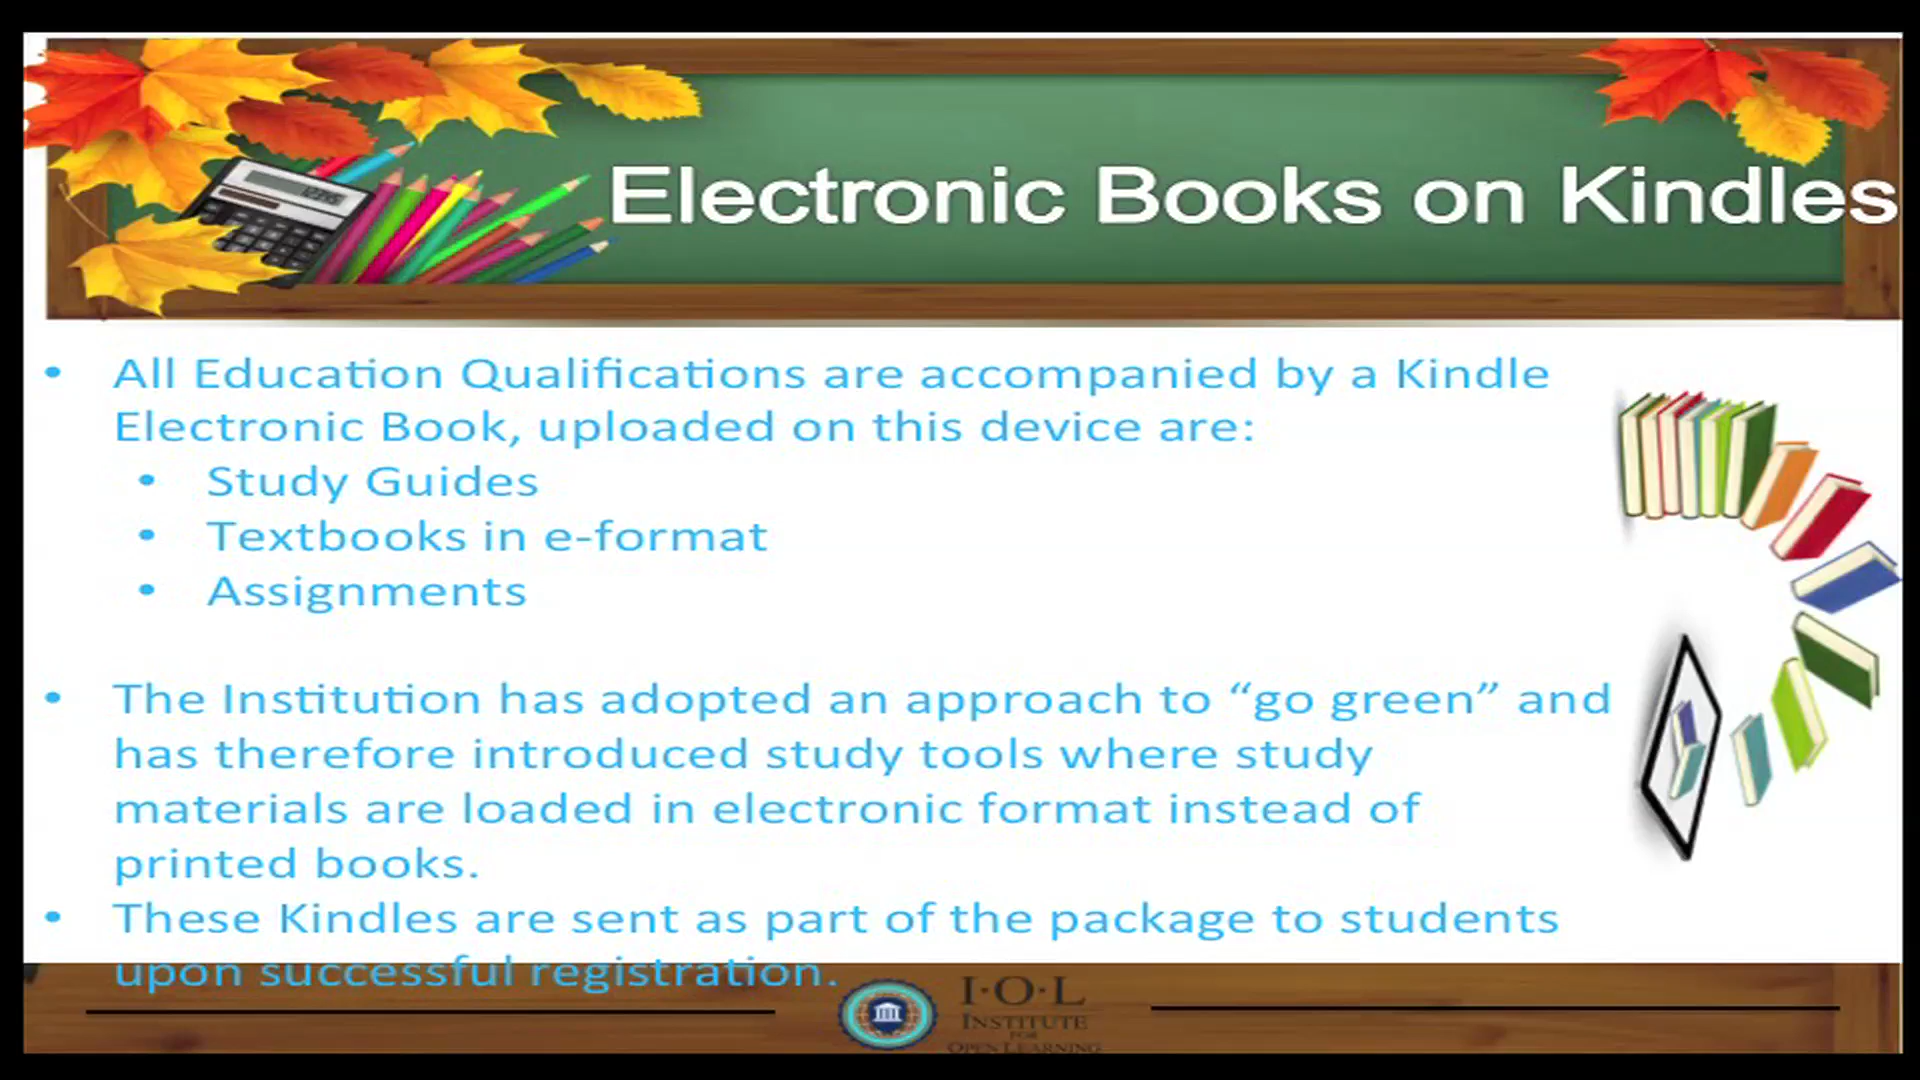 Electronic Books on Kindles
• All Education Qualifications are accompanied by a Kindle
Electronic Book, uploaded on this device are:
• Study Guides
• Textbooks in e-format
• Assignments
• The Institution has adopted an approach to “go green” and
has therefore introduced study tools where study
materials are loaded in electronic format instead of
printed books.
• These Kindles are sent as part of the package to students
upon successful registration.
I·O·L
INSTITUTE
FOR
OPEN LEARNING